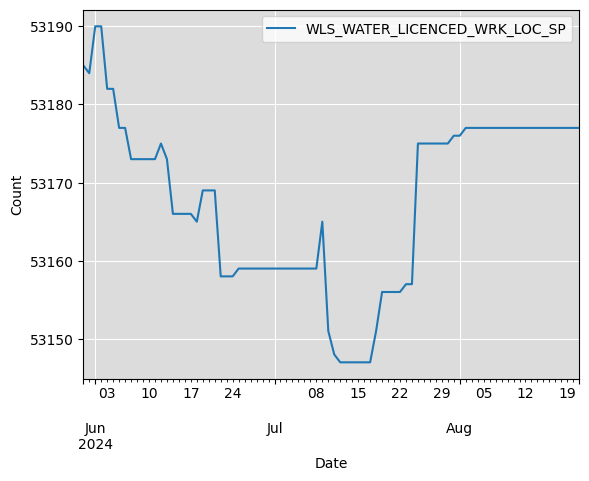 WLS_WATER_LICENCED_WRK_LOC_SP
53190
53180
53170
53160
53150
Count
03 10 17 24 08 15 22 29 05 12 19
Jun Jul Aug
2024
Date